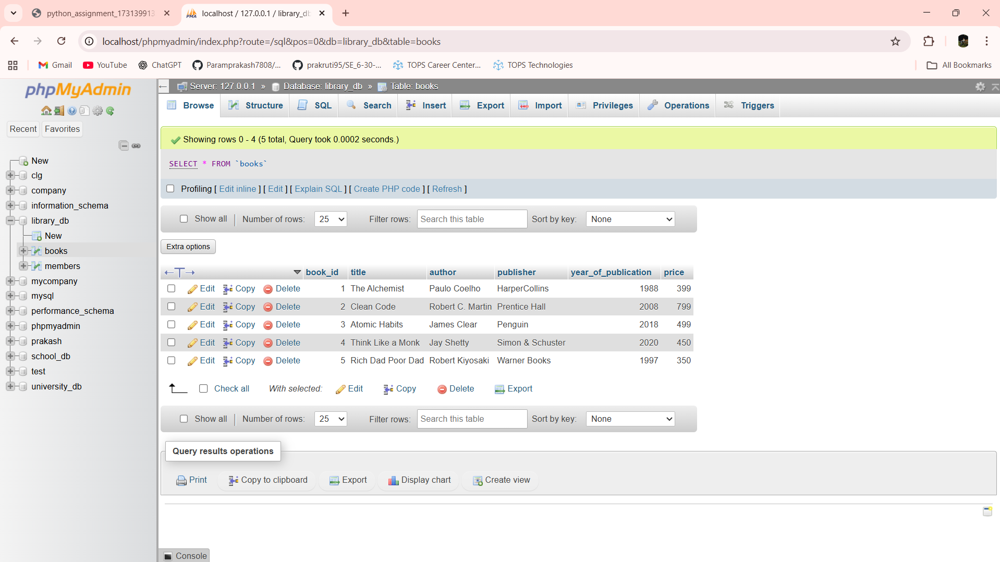 python_assignment_173139913
localhost / 127.0.0.1 / library_db
localhost/phpmyadmin/index.php?route=/sql&pos=0&db=library_db&table=books
Gmail YouTube ChatGPT Paramprakash7808/... prakruti95/SE_6-30-... TOPS Career Center... TOPS Technologies All Bookmarks
phpMyAdmin
Recent Favorites
New
clg
company
information_schema
library_db
New
books
members
mycompany
mysql
performance_schema
phpmyadmin
prakash
school_db
test
university_db
Server: 127.0.0.1 » Database: library_db » Table: books
Browse Structure SQL Search Insert Export Import Privileges Operations Triggers
Showing rows 0 - 4 (5 total, Query took 0.0002 seconds.)
SELECT * FROM `books`
Profiling [ Edit inline ] [ Edit ] [ Explain SQL ] [ Create PHP code ] [ Refresh ]
Show all Number of rows: 25 Filter rows: Search this table Sort by key: None
Extra options
book_id title author publisher year_of_publication price
Edit Copy Delete 1 The Alchemist Paulo Coelho HarperCollins 1988 399
Edit Copy Delete 2 Clean Code Robert C. Martin Prentice Hall 2008 799
Edit Copy Delete 3 Atomic Habits James Clear Penguin 2018 499
Edit Copy Delete 4 Think Like a Monk Jay Shetty Simon & Schuster 2020 450
Edit Copy Delete 5 Rich Dad Poor Dad Robert Kiyosaki Warner Books 1997 350
Check all With selected: Edit Copy Delete Export
Show all Number of rows: 25 Filter rows: Search this table Sort by key: None
Query results operations
Print Copy to clipboard Export Display chart Create view
Console